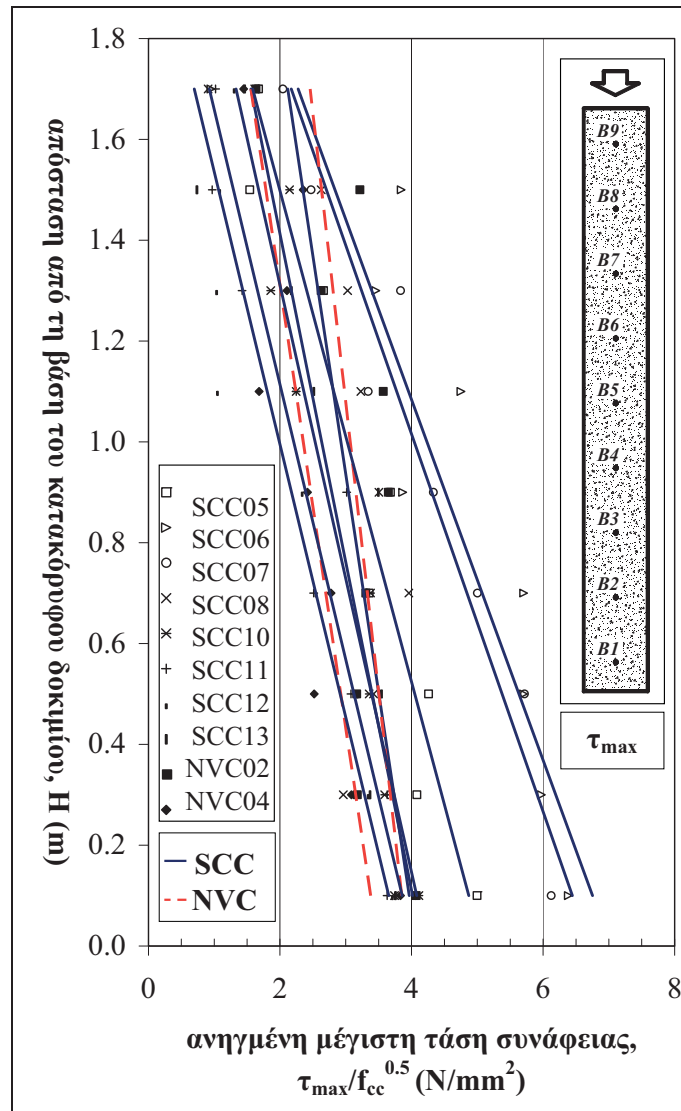 απόσταση από τη βάση του κατακόρυφου δοκιμίου, H (m)
1.8
1.6
1.4
1.2
1.0
0.8
0.6
0.4
0.2
0.0
0
2
4
6
8
ανηγμένη μέγιστη τάση συνάφειας,
τmax/fcc^0.5 (N/mm²)
SCC05
SCC06
SCC07
SCC08
SCC10
SCC11
SCC12
SCC13
NVC02
NVC04
SCC
NVC
B9
B8
B7
B6
B5
B4
B3
B2
B1
τmax